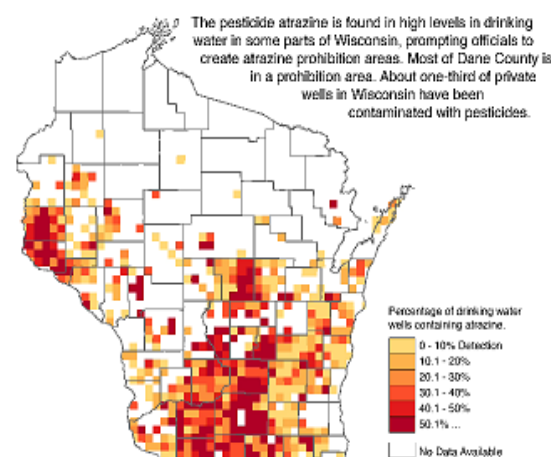 The pesticide atrazine is found in high levels in drinking
water in some parts of Wisconsin, prompting officials to
create atrazine prohibition areas. Most of Dane County is
in a prohibition area. About one-third of private
wells in Wisconsin have been
contaminated with pesticides.
Percentage of drinking water
wells containing atrazine.
0 - 10% Detection
10.1 - 20%
20.1 - 30%
30.1 - 40%
40.1 - 50%
50.1% ...
No Data Available